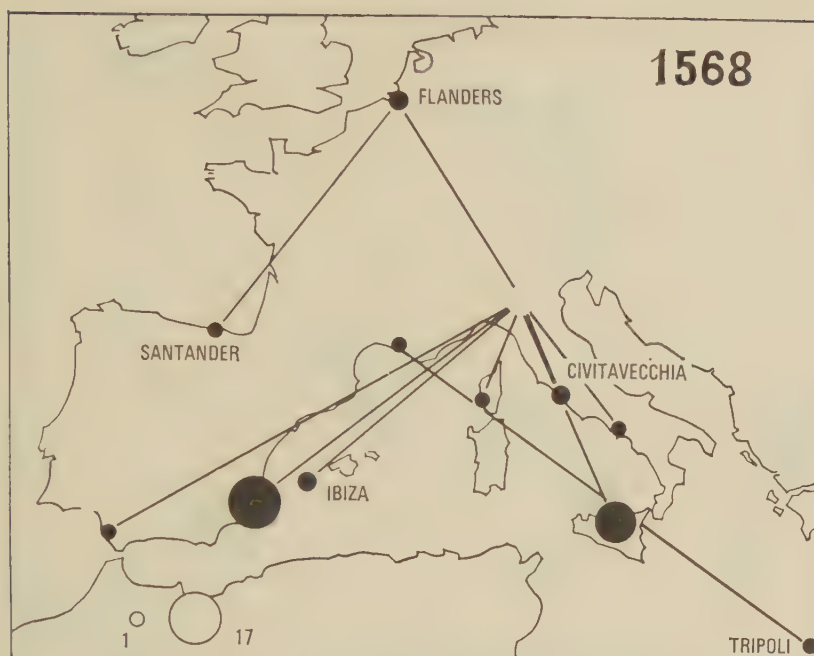 1568
FLANDERS
SANTANDER
CIVITAVECCHIA
IBIZA
1
17
TRIPOLI